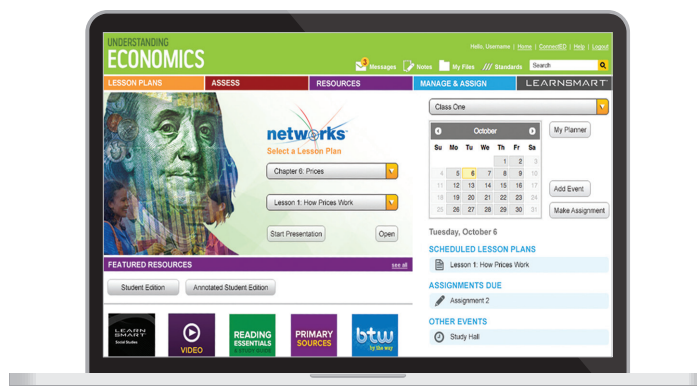 UNDERSTANDING
ECONOMICS
Hello, Username | Home | ConnectED | Help | Logout
3 Messages Notes My Files /// Standards Search
LESSON PLANS ASSESS RESOURCES MANAGE & ASSIGN LEARNSMART
networks
Select a Lesson Plan
Chapter 6: Prices
Lesson 1: How Prices Work
Start Presentation Open
Class One
October
Su Mo Tu We Th Fr Sa
1 2 3
4 5 6 7 8 9 10
11 12 13 14 15 16 17
18 19 20 21 22 23 24
25 26 27 28 29 30 31
My Planner
Add Event
Make Assignment
Tuesday, October 6
SCHEDULED LESSON PLANS
Lesson 1: How Prices Work
ASSIGNMENTS DUE
Assignment 2
OTHER EVENTS
Study Hall
FEATURED RESOURCES see all
Student Edition Annotated Student Edition
LEARN
SMART
Social Studies
VIDEO
READING
ESSENTIALS
& STUDY GUIDE
PRIMARY
SOURCES
btw
by the way